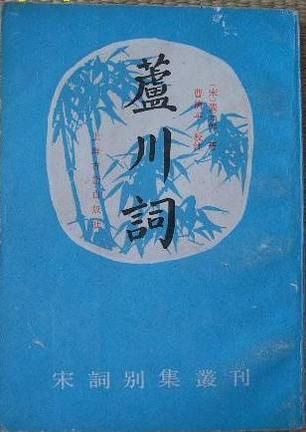 蘆川詞
〔宋〕張元幹 著
曹濟平 校注
上海古籍出版社
宋詞別集叢刊